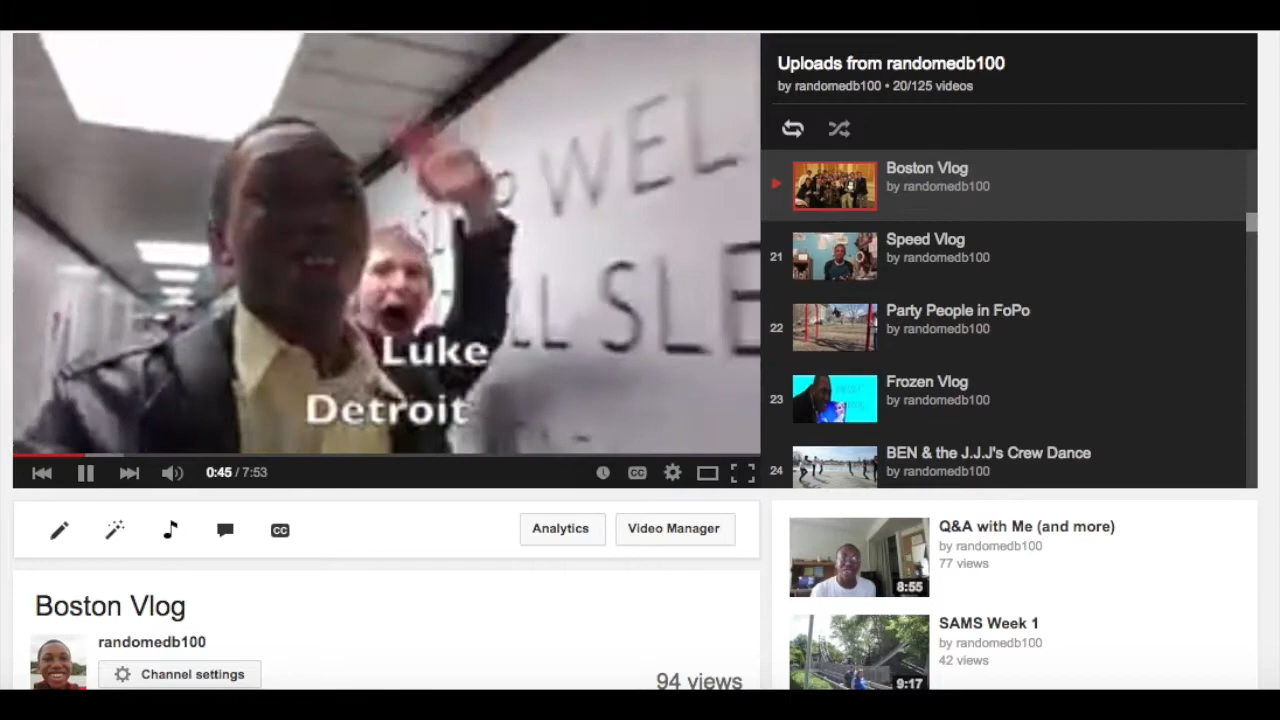 WEL
LL SLE
Luke
Detroit
0:45 / 7:53
CC
Uploads from randomedb100
by randomedb100 • 20/125 videos
Boston Vlog
by randomedb100
21
Speed Vlog
by randomedb100
22
Party People in FoPo
by randomedb100
23
Frozen Vlog
by randomedb100
24
BEN & the J.J.J's Crew Dance
by randomedb100
CC
Analytics
Video Manager
Boston Vlog
randomedb100
Channel settings
94 views
Q&A with Me (and more)
by randomedb100
77 views
8:55
SAMS Week 1
by randomedb100
42 views
9:17